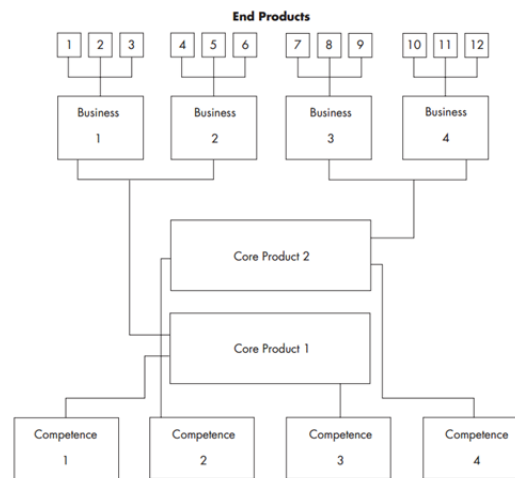 End Products
1 2 3 4 5 6 7 8 9 10 11 12
Business Business Business Business
1 2 3 4
Core Product 2
Core Product 1
Competence Competence Competence Competence
1 2 3 4